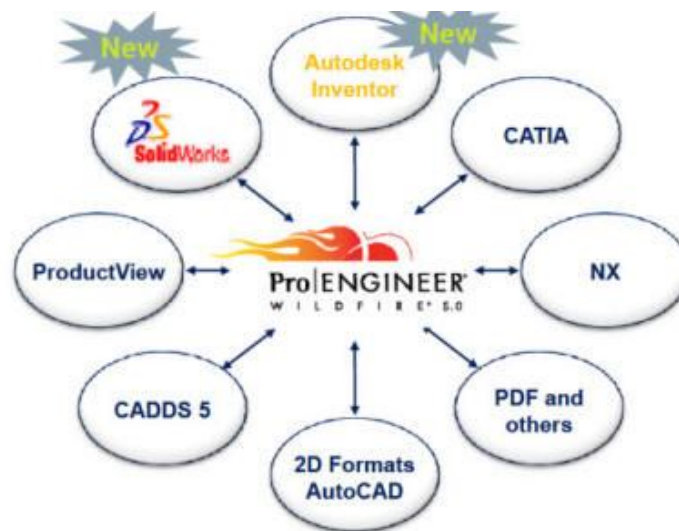 New
New
Autodesk
Inventor
SolidWorks
CATIA
ProductView
Pro|ENGINEER®
WILDFIRE® 5.0
NX
CADDS 5
PDF and
others
2D Formats
AutoCAD